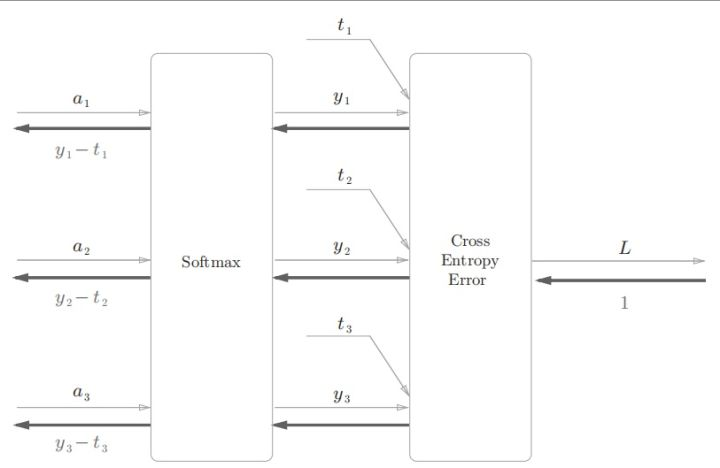 t₁
a₁
y₁
y₁ − t₁
t₂
a₂
y₂
Softmax
Cross
Entropy
Error
L
y₂ − t₂
1
t₃
a₃
y₃
y₃ − t₃